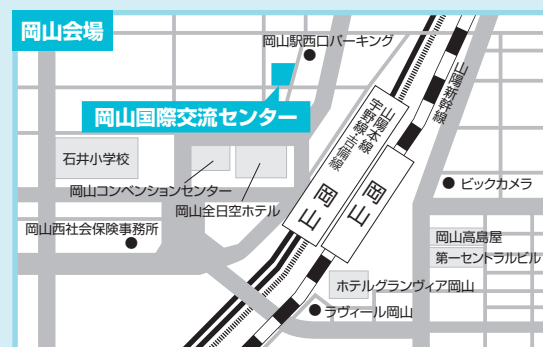 岡山会場
岡山駅西口パーキング
岡山国際交流センター
山陽新幹線
山陽本線
宇野線・吉備線
石井小学校
岡山
岡山
岡山コンベンションセンター
ビックカメラ
岡山全日空ホテル
岡山西社会保険事務所
岡山高島屋
第一セントラルビル
ホテルグランヴィア岡山
ラヴィール岡山